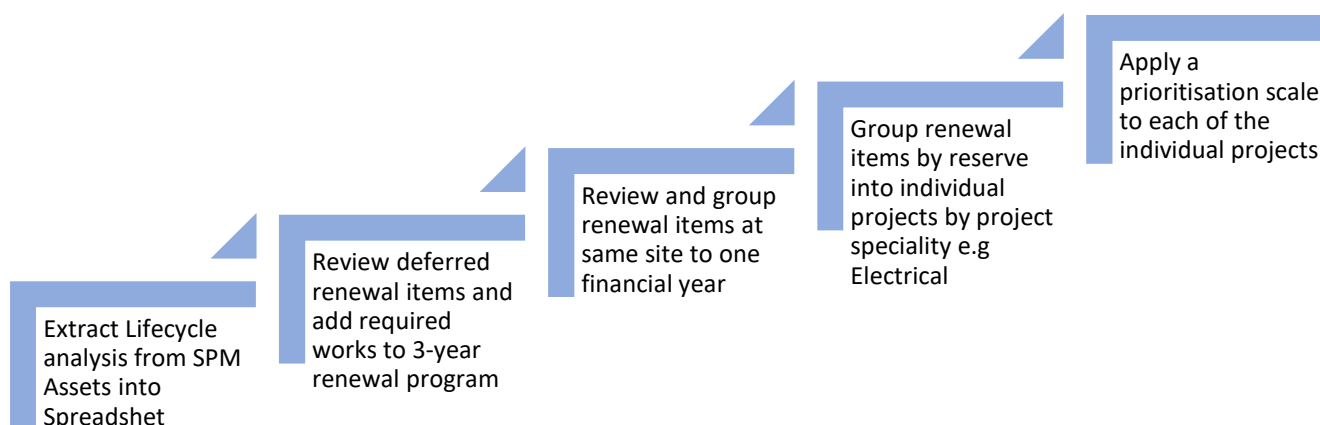 Extract Lifecycle
analysis from SPM
Assets into
Spreadshet
Review deferred
renewal items and
add required
works to 3-year
renewal program
Review and group
renewal items at
same site to one
financial year
Group renewal
items by reserve
into individual
projects by project
speciality e.g
Electrical
Apply a
prioritisation scale
to each of the
individual projects